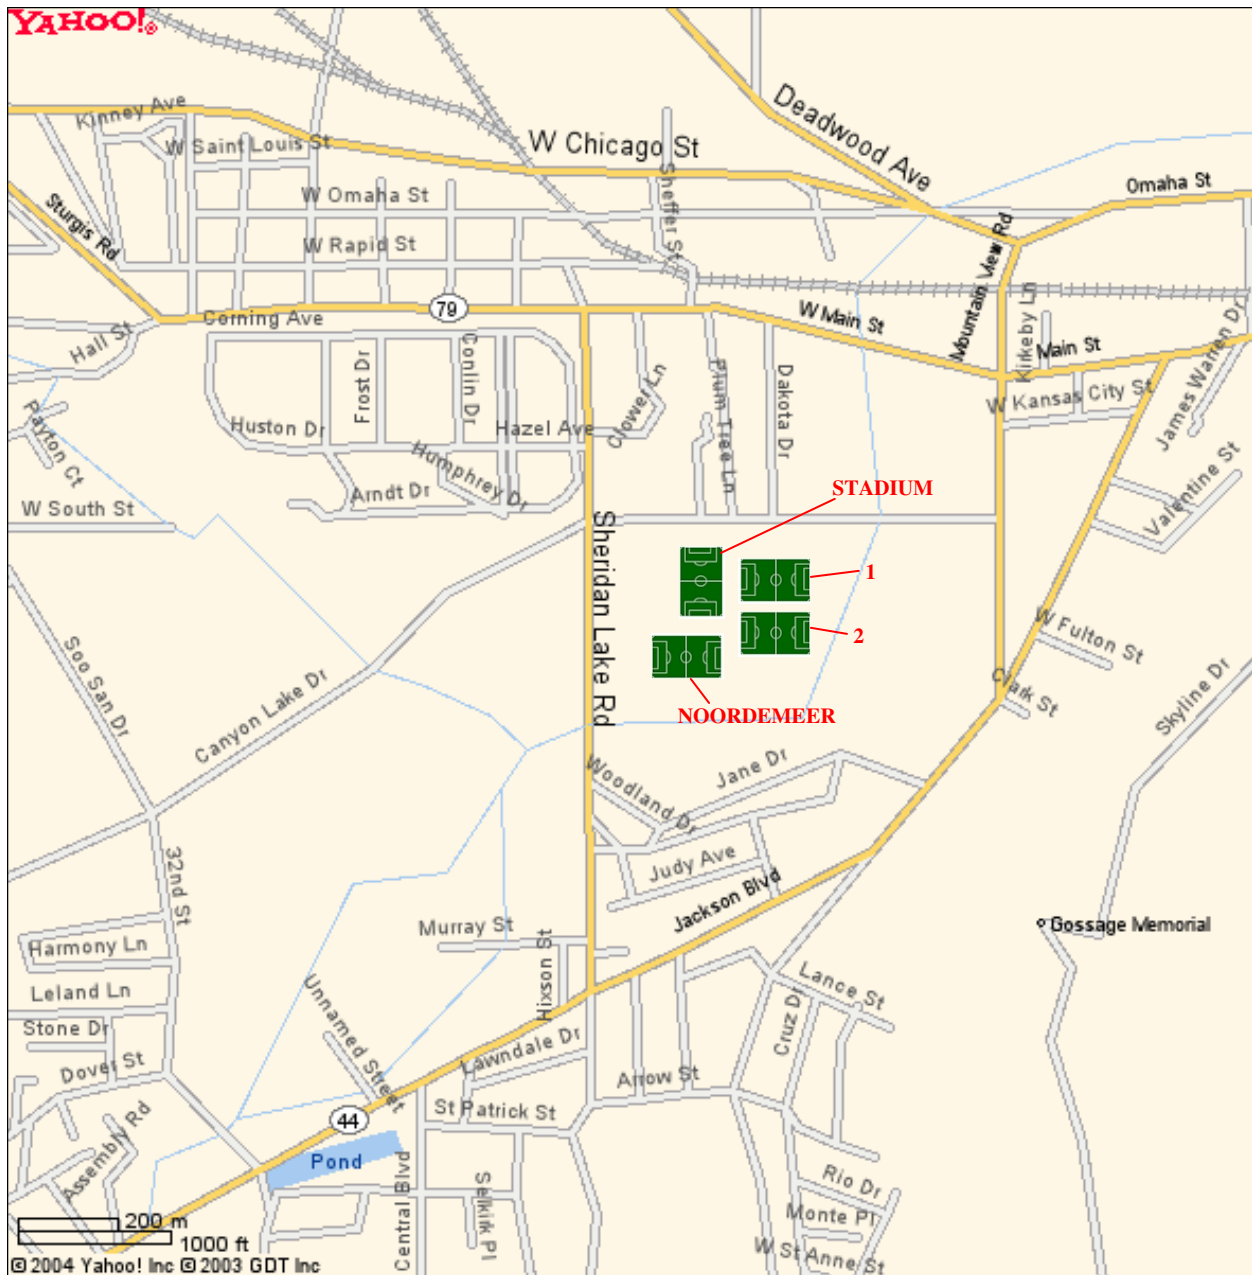 YAHOO!®
Kinney Ave
W Saint Louis St
W Chicago St
Deadwood Ave
Omaha St
W Omaha St
Sheffer St
Sturgis Rd
W Rapid St
Mountain View Rd
Kirkeby Ln
79
Corning Ave
W Main St
Main St
Hall St
James Warren Dr
Frost Dr
Conlin Dr
Clower Ln
Plum Tree Ln
Dakota Dr
W Kansas City St
Payton Ct
Huston Dr
Hazel Ave
Humphrey Dr
Arndt Dr
Valentine St
W South St
STADIUM
Sheridan Lake Rd
1
2
W Fulton St
Soo San Dr
Canyon Lake Dr
Clark St
Skyline Dr
NOORDEMEER
Woodland Dr
Jane Dr
32nd St
Judy Ave
Jackson Blvd
Murray St
Gossage Memorial
Harmony Ln
Hixson St
Leland Ln
Unnamed Street
Lance St
Cruz Dr
Stone Dr
Lawndale Dr
Dover St
Arrow St
St Patrick St
44
Assembly Rd
Pond
Central Blvd
Selkirk Pl
Rio Dr
Monte Pl
W St Anne St
200 m
1000 ft
© 2004 Yahoo! Inc © 2003 GDT Inc